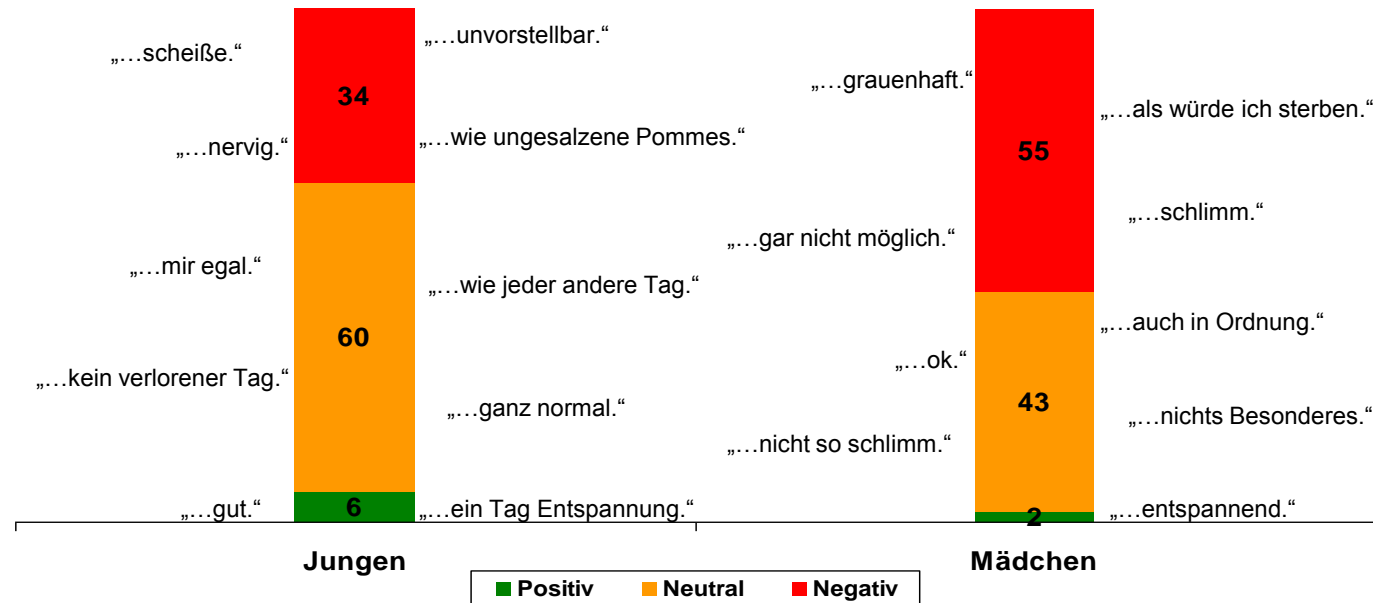 „…scheiße.“
„…unvorstellbar.“
34
„…nervig.“
„…wie ungesalzene Pommes.“
„…mir egal.“
„…wie jeder andere Tag.“
60
„…kein verlorener Tag.“
„…ganz normal.“
„…gut.“
6
„…ein Tag Entspannung.“
Jungen
„…grauenhaft.“
„…als würde ich sterben.“
55
„…schlimm.“
„…gar nicht möglich.“
„…auch in Ordnung.“
„…ok.“
43
„…nichts Besonderes.“
„…nicht so schlimm.“
2
„…entspannend.“
Mädchen
Positiv Neutral Negativ